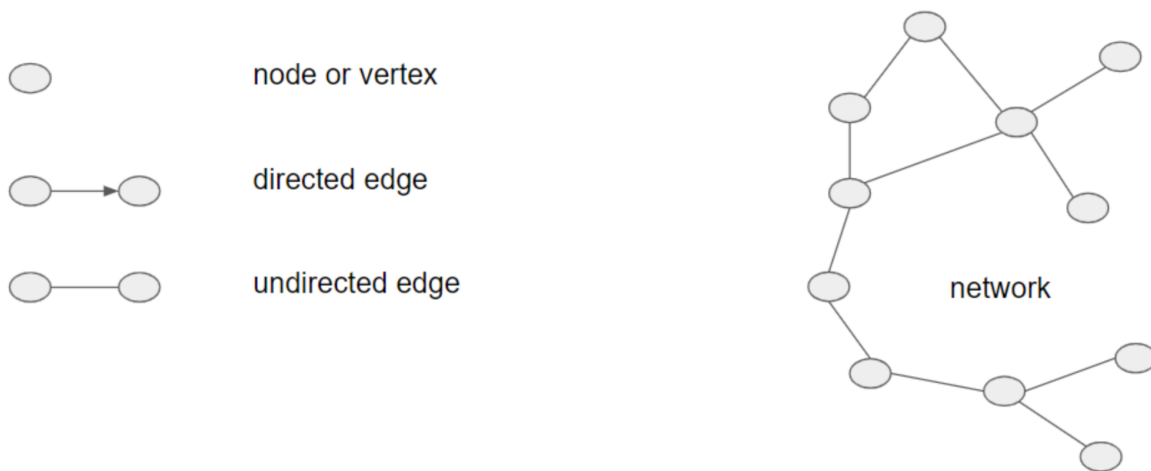 node or vertex
directed edge
undirected edge
network